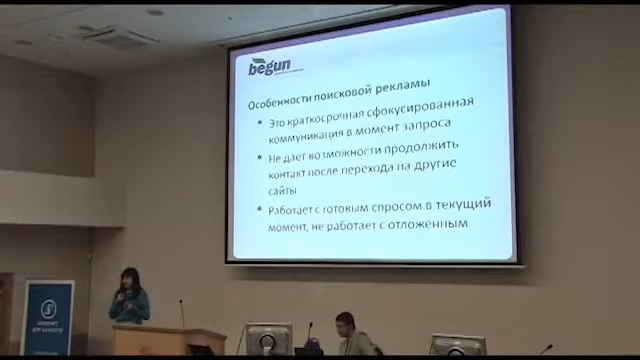 begun
Особенности поисковой рекламы
• Это краткосрочная сфокусированная
коммуникация в момент запроса
• Не дает возможности продолжить
контакт после перехода на другие
сайты
• Работает с готовым спросом в текущий
момент, не работает с отложенным